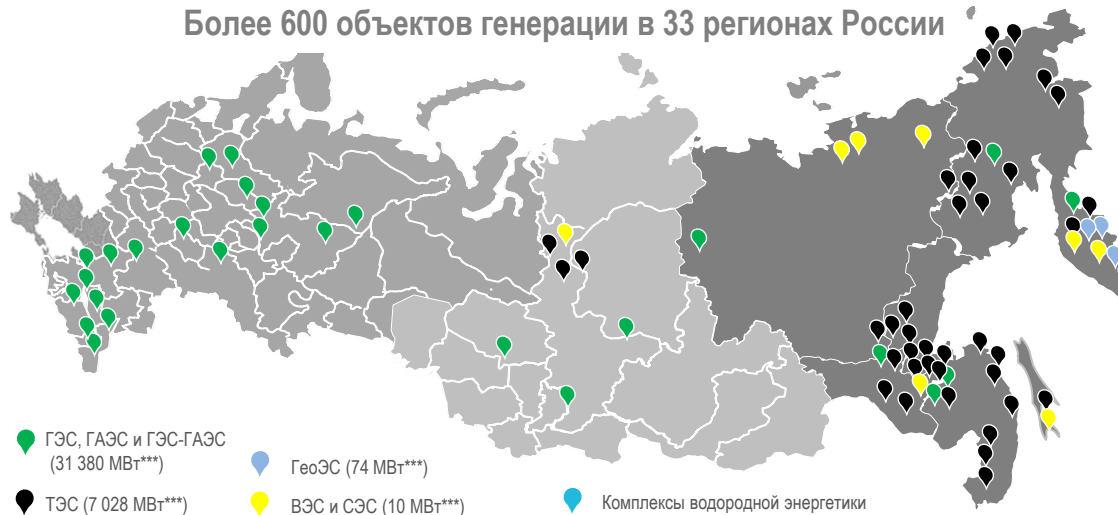 Более 600 объектов генерации в 33 регионах России
ГЭС, ГАЭС и ГЭС-ГАЭС
(31 380 МВт***)
ГеоЭС (74 МВт***)
ТЭС (7 028 МВт***)
ВЭС и СЭС (10 МВт***)
Комплексы водородной энергетики